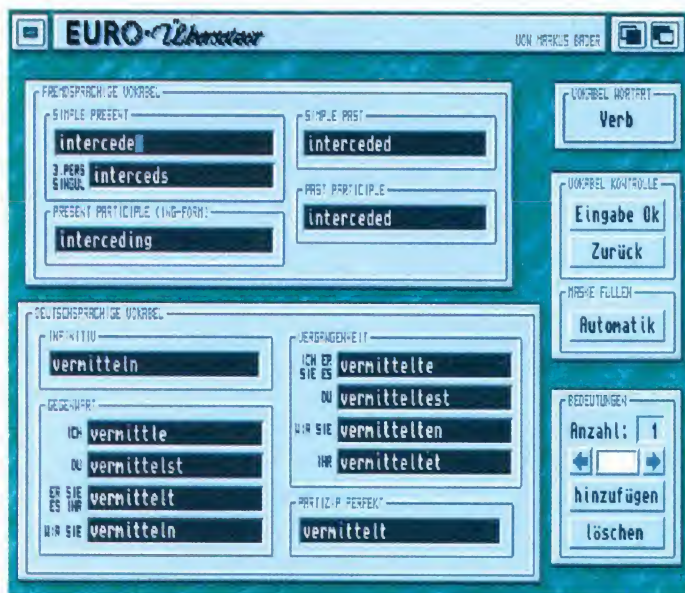 EURO-Übersetzer
VON MARKUS BADER
FREMDSPRACHIGE VOKABEL
SIMPLE PRESENT
intercede
3.PERS SINGUL interceds
PRESENT PARTICIPLE (ING-FORM)
interceding
SIMPLE PAST
interceded
PAST PARTICIPLE
interceded
VOKABEL WORTART
Verb
VOKABEL KONTROLLE
Eingabe Ok
Zurück
MASKE FÜLLEN
Automatik
DEUTSCHSPRACHIGE VOKABEL
INFINITIV
vermitteln
GEGENWART
ICH vermittle
DU vermittelst
ER SIE ES IHR vermittelt
WIR SIE vermitteln
VERGANGENHEIT
ICH ER SIE ES vermittelte
DU vermitteltest
WIR SIE vermittelten
IHR vermitteltet
PARTIZIP PERFEKT
vermittelt
BEDEUTUNGEN
Anzahl: 1
hinzufügen
löschen